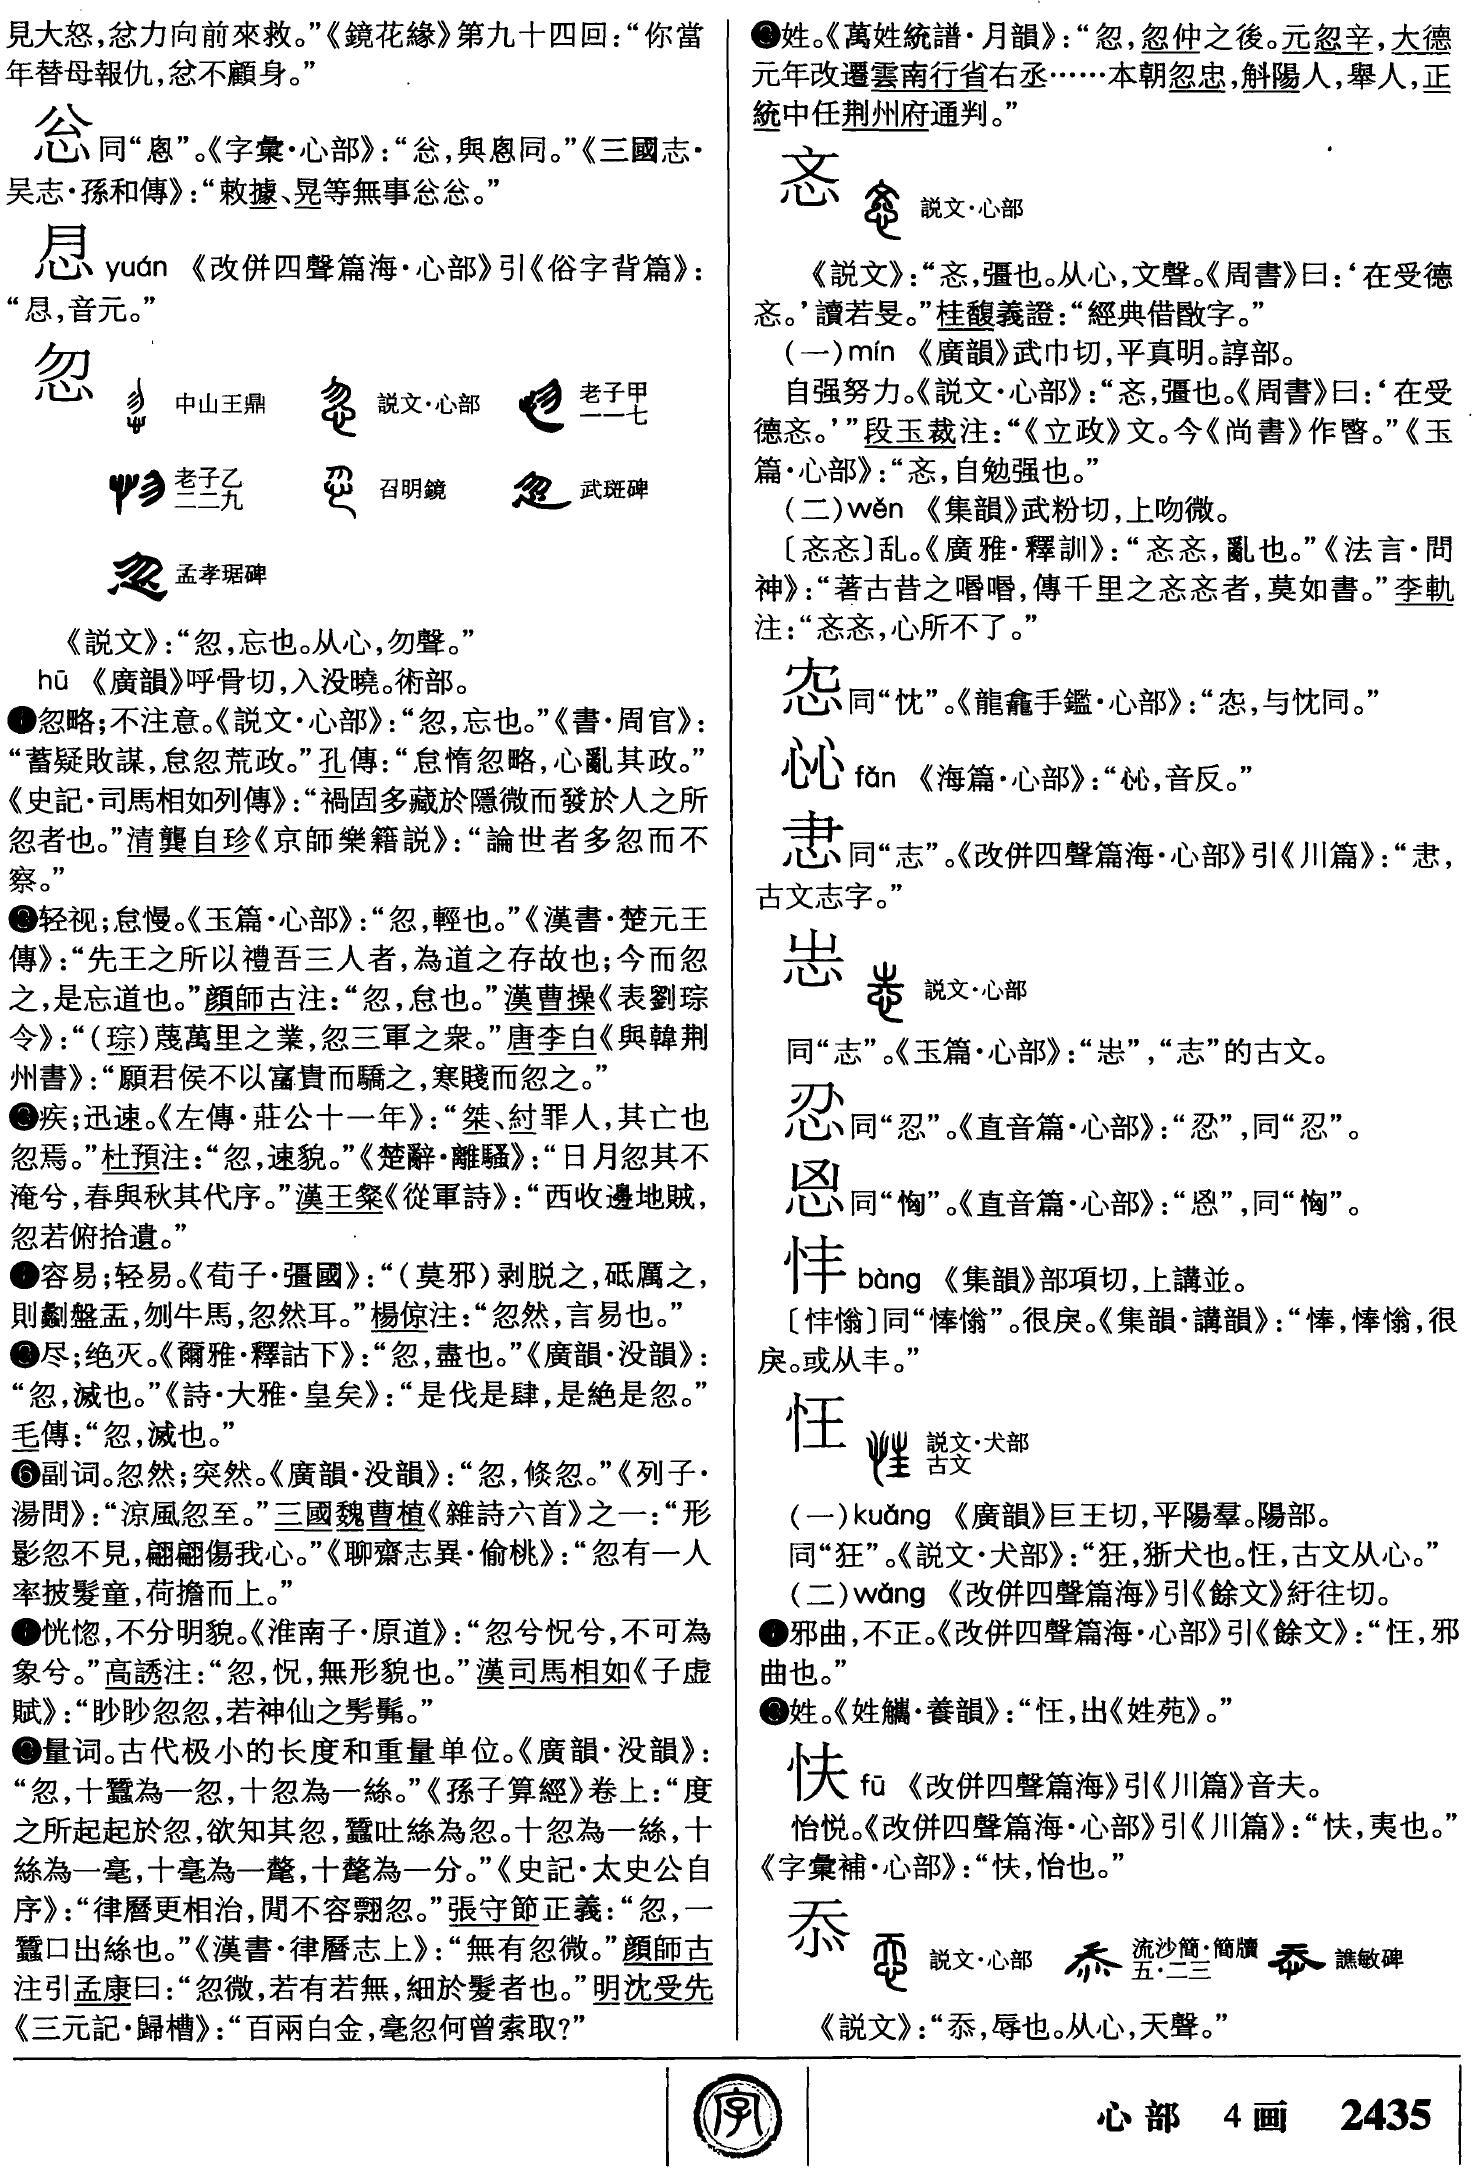 見大怒，忿力向前來救。”《鏡花緣》第九十四回：“你當
年替母報仇，忿不顧身。”
同“悤”。《字彙·心部》：“忩，與悤同。”《三國志·
吴志·孫和傳》：“敕據、晃等無事忩忩。”
yuán 《改併四聲篇海·心部》引《俗字背篇》：
“，音元。”
忽 中山王鼎 説文·心部 老子甲一一七
老子乙二二九 召明鏡 武斑碑
孟孝琚碑
《説文》：“忽，忘也。从心，勿聲。”
hū 《廣韻》呼骨切，入没曉。術部。
❶忽略；不注意。《説文·心部》：“忽，忘也。”《書·周官》：
“蓄疑敗謀，怠忽荒政。”孔傳：“怠惰忽略，心亂其政。”
《史記·司馬相如列傳》：“禍固多藏於隱微而發於人之所
忽者也。”清龔自珍《京師樂籍説》：“論世者多忽而不
察。”
❷轻视；怠慢。《玉篇·心部》：“忽，輕也。”《漢書·楚元王
傳》：“先王之所以禮吾三人者，為道之存故也；今而忽
之，是忘道也。”顔師古注：“忽，怠也。”漢曹操《表劉琮
令》：“（琮）蔑萬里之業，忽三軍之衆。”唐李白《與韓荆
州書》：“願君侯不以富貴而驕之，寒賤而忽之。”
❸疾；迅速。《左傳·莊公十一年》：“桀、紂罪人，其亡也
忽焉。”杜預注：“忽，速貌。”《楚辭·離騷》：“日月忽其不
淹兮，春與秋其代序。”漢王粲《從軍詩》：“西收邊地賊，
忽若俯拾遺。”
❹容易；轻易。《荀子·彊國》：“（莫邪）剥脱之，砥厲之，
則劙盤盂，刎牛馬，忽然耳。”楊倞注：“忽然，言易也。”
❺尽；绝灭。《爾雅·釋詁下》：“忽，盡也。”《廣韻·没韻》：
“忽，滅也。”《詩·大雅·皇矣》：“是伐是肆，是絶是忽。”
毛傳：“忽，滅也。”
❻副词。忽然；突然。《廣韻·没韻》：“忽，倏忽。”《列子·
湯問》：“涼風忽至。”三國魏曹植《雜詩六首》之一：“形
影忽不見，翩翩傷我心。”《聊齋志異·偷桃》：“忽有一人
率披髮童，荷擔而上。”
❼恍惚，不分明貌。《淮南子·原道》：“忽兮怳兮，不可為
象兮。”高誘注：“忽，怳，無形貌也。”漢司馬相如《子虚
賦》：“眇眇忽忽，若神仙之髣髴。”
❽量词。古代极小的长度和重量单位。《廣韻·没韻》：
“忽，十蠶為一忽，十忽為一絲。”《孫子算經》卷上：“度
之所起起於忽，欲知其忽，蠶吐絲為忽。十忽為一絲，十
絲為一毫，十毫為一氂，十氂為一分。”《史記·太史公自
序》：“律曆更相治，閒不容翲忽。”張守節正義：“忽，一
蠶口出絲也。”《漢書·律曆志上》：“無有忽微。”顔師古
注引孟康曰：“忽微，若有若無，細於髮者也。”明沈受先
《三元記·歸槽》：“百兩白金，毫忽何曾索取？”
❾姓。《萬姓統譜·月韻》：“忽，忽仲之後。元忽辛，大德
元年改遷雲南行省右丞……本朝忽忠，斛陽人，舉人，正
統中任荆州府通判。”
忞 説文·心部
《説文》：“忞，彊也。从心，文聲。《周書》曰：‘在受德
忞。’讀若旻。”桂馥義證：“經典借敯字。”
（一）mín 《廣韻》武巾切，平真明。諄部。
自强努力。《説文·心部》：“忞，彊也。《周書》曰：‘在受
德忞。’”段玉裁注：“《立政》文。今《尚書》作暋。”《玉
篇·心部》：“忞，自勉强也。”
（二）wěn 《集韻》武粉切，上吻微。
〔忞忞〕乱。《廣雅·釋訓》：“忞忞，亂也。”《法言·問
神》：“著古昔之㖧㖧，傳千里之忞忞者，莫如書。”李軌
注：“忞忞，心所不了。”
同“忱”。《龍龕手鑑·心部》：“，与忱同。”
fǎn 《海篇·心部》：“，音反。”
同“志”。《改併四聲篇海·心部》引《川篇》：“，
古文志字。”
説文·心部
同“志”。《玉篇·心部》：“”，“志”的古文。
同“忍”。《直音篇·心部》：“”，同“忍”。
恖同“恟”。《直音篇·心部》：“”，同“恟”。
㤃 bàng 《集韻》部項切，上講並。
〔㤃慃〕同“㤶慃”。很戾。《集韻·講韻》：“㤶，㤶慃，很
戾。或从丰。”
忹 説文·犬部古文
（一）kuāng 《廣韻》巨王切，平陽羣。陽部。
同“狂”。《説文·犬部》：“狂，狾犬也。忹，古文从心。”
（二）wǎng 《改併四聲篇海》引《餘文》紆往切。
❶邪曲，不正。《改併四聲篇海·心部》引《餘文》：“忹，邪
曲也。”
❷姓。《姓觿·養韻》：“忹，出《姓苑》。”
怢 fū 《改併四聲篇海》引《川篇》音夫。
怡悦。《改併四聲篇海·心部》引《川篇》：“，夷也。”
《字彙補·心部》：“，怡也。”
忝 説文·心部 流沙簡·簡牘五·二三 譙敏碑
《説文》：“忝，辱也。从心，天聲。”
字
心部 4画 2435